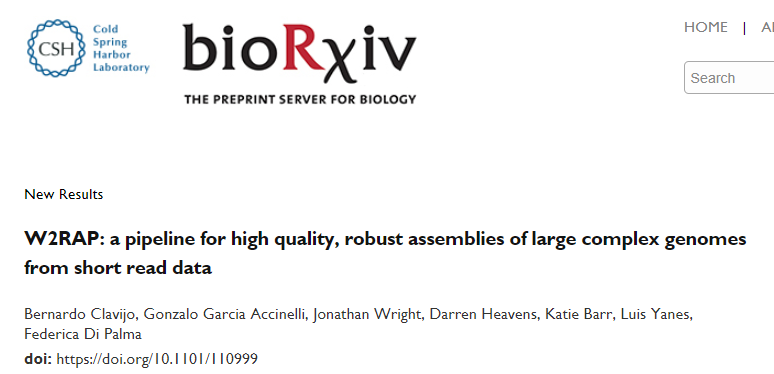 CSH
Cold
Spring
Harbor
Laboratory
bioRχiv
THE PREPRINT SERVER FOR BIOLOGY
HOME | A
Search
New Results
W2RAP: a pipeline for high quality, robust assemblies of large complex genomes
from short read data
Bernardo Clavijo, Gonzalo Garcia Accinelli, Jonathan Wright, Darren Heavens, Katie Barr, Luis Yanes,
Federica Di Palma
doi: https://doi.org/10.1101/110999